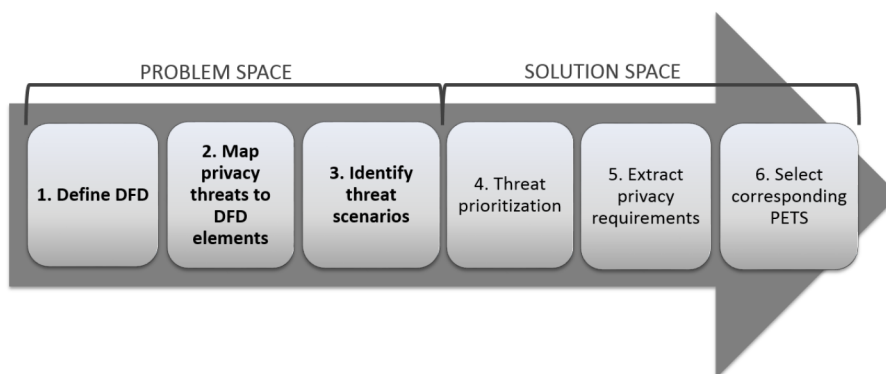 PROBLEM SPACE
SOLUTION SPACE
1. Define DFD
2. Map
privacy
threats to
DFD
elements
3. Identify
threat
scenarios
4. Threat
prioritization
5. Extract
privacy
requirements
6. Select
corresponding
PETS